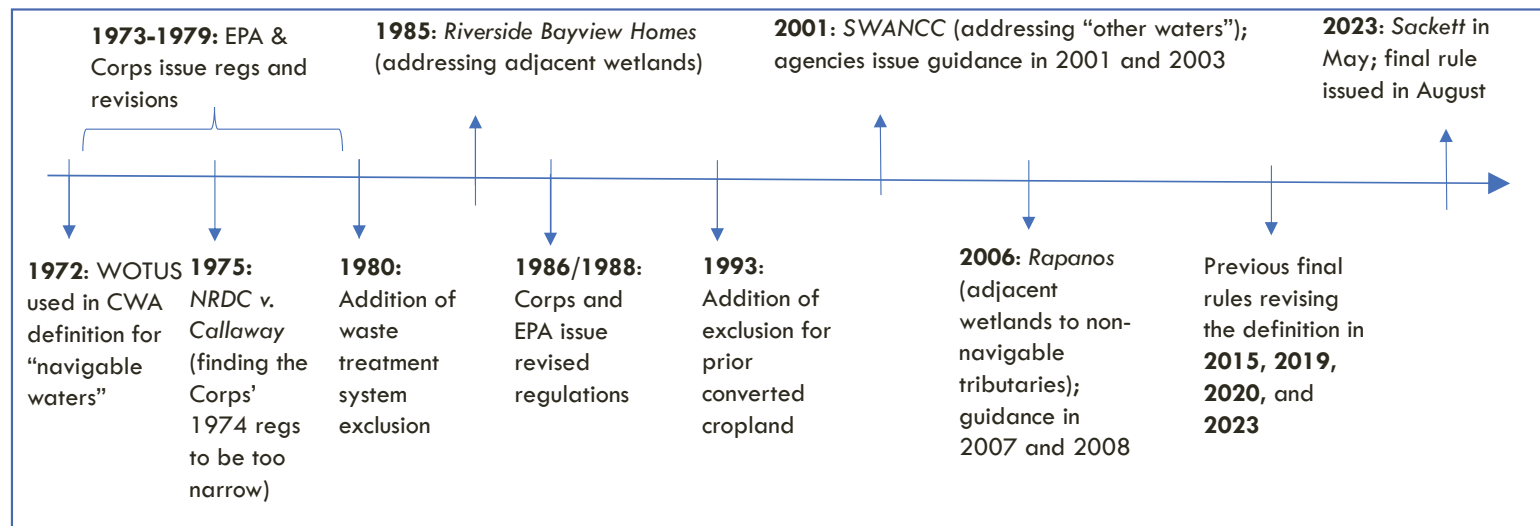 1973-1979: EPA &
Corps issue regs and
revisions
1985: Riverside Bayview Homes
(addressing adjacent wetlands)
2001: SWANCC (addressing “other waters”);
agencies issue guidance in 2001 and 2003
2023: Sackett in
May; final rule
issued in August
1972: WOTUS
used in CWA
definition for
“navigable
waters”
1975:
NRDC v.
Callaway
(finding the
Corps’
1974 regs
to be too
narrow)
1980:
Addition of
waste
treatment
system
exclusion
1986/1988:
Corps and
EPA issue
revised
regulations
1993:
Addition of
exclusion for
prior
converted
cropland
2006: Rapanos
(adjacent
wetlands to non-
navigable
tributaries);
guidance in
2007 and 2008
Previous final
rules revising
the definition in
2015, 2019,
2020, and
2023